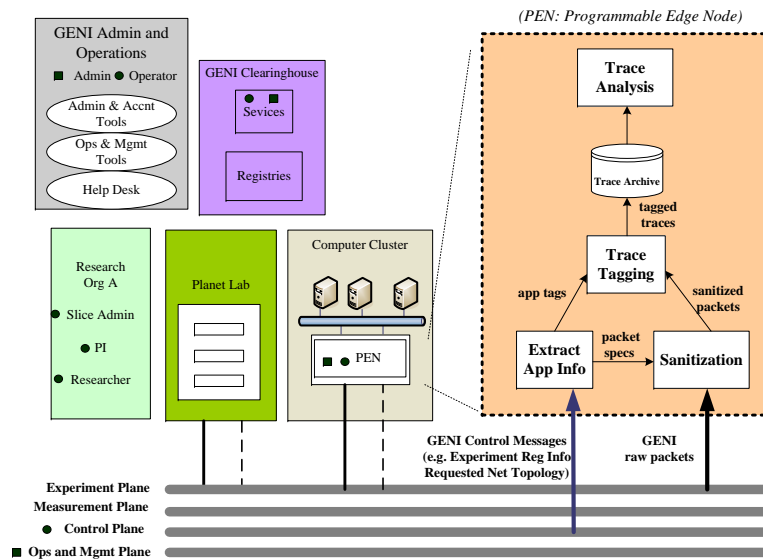 (PEN: Programmable Edge Node)
GENI Admin and
Operations
Admin
Operator
Admin & Accnt
Tools
Ops & Mgmt
Tools
Help Desk
GENI Clearinghouse
Sevices
Registries
Trace
Analysis
Trace Archive
tagged
traces
Trace
Tagging
app tags
sanitized
packets
Extract
App Info
packet
specs
Sanitization
Research
Org A
Slice Admin
PI
Researcher
Planet Lab
Computer Cluster
PEN
GENI Control Messages
(e.g. Experiment Reg Info,
Requested Net Topology)
GENI
raw packets
Experiment Plane
Measurement Plane
Control Plane
Ops and Mgmt Plane